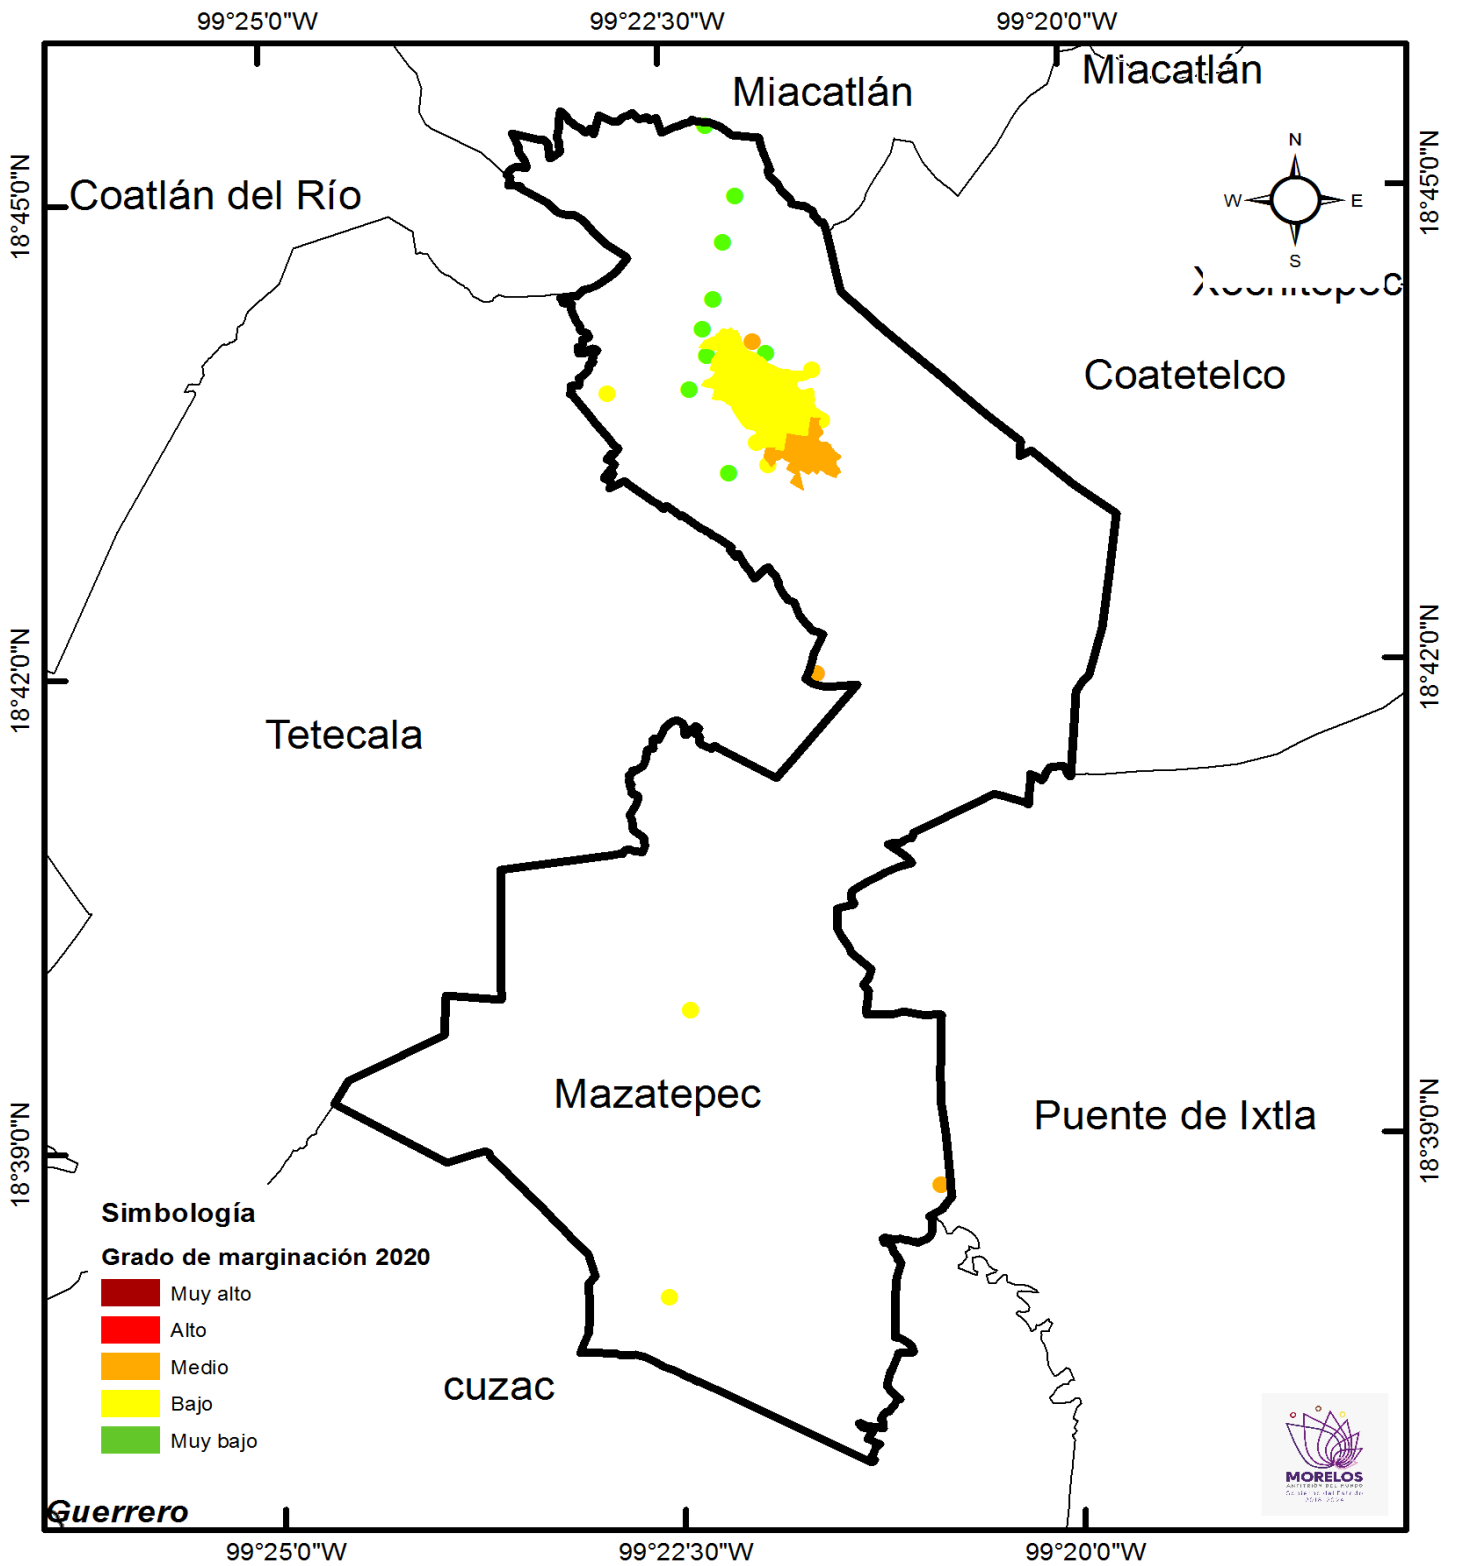 99°25'0"W 99°22'30"W 99°20'0"W
Miacatlán
Miacatlán
N
W E
S
18°45'0"N
18°45'0"N
Coatlán del Río
Coatetelco
18°42'0"N
18°42'0"N
Tetecala
Mazatepec
Puente de Ixtla
18°39'0"N
18°39'0"N
Simbología
Grado de marginación 2020
Muy alto
Alto
Medio
Bajo
Muy bajo
cuzac
MORELOS
2018-2024
Guerrero
99°25'0"W 99°22'30"W 99°20'0"W